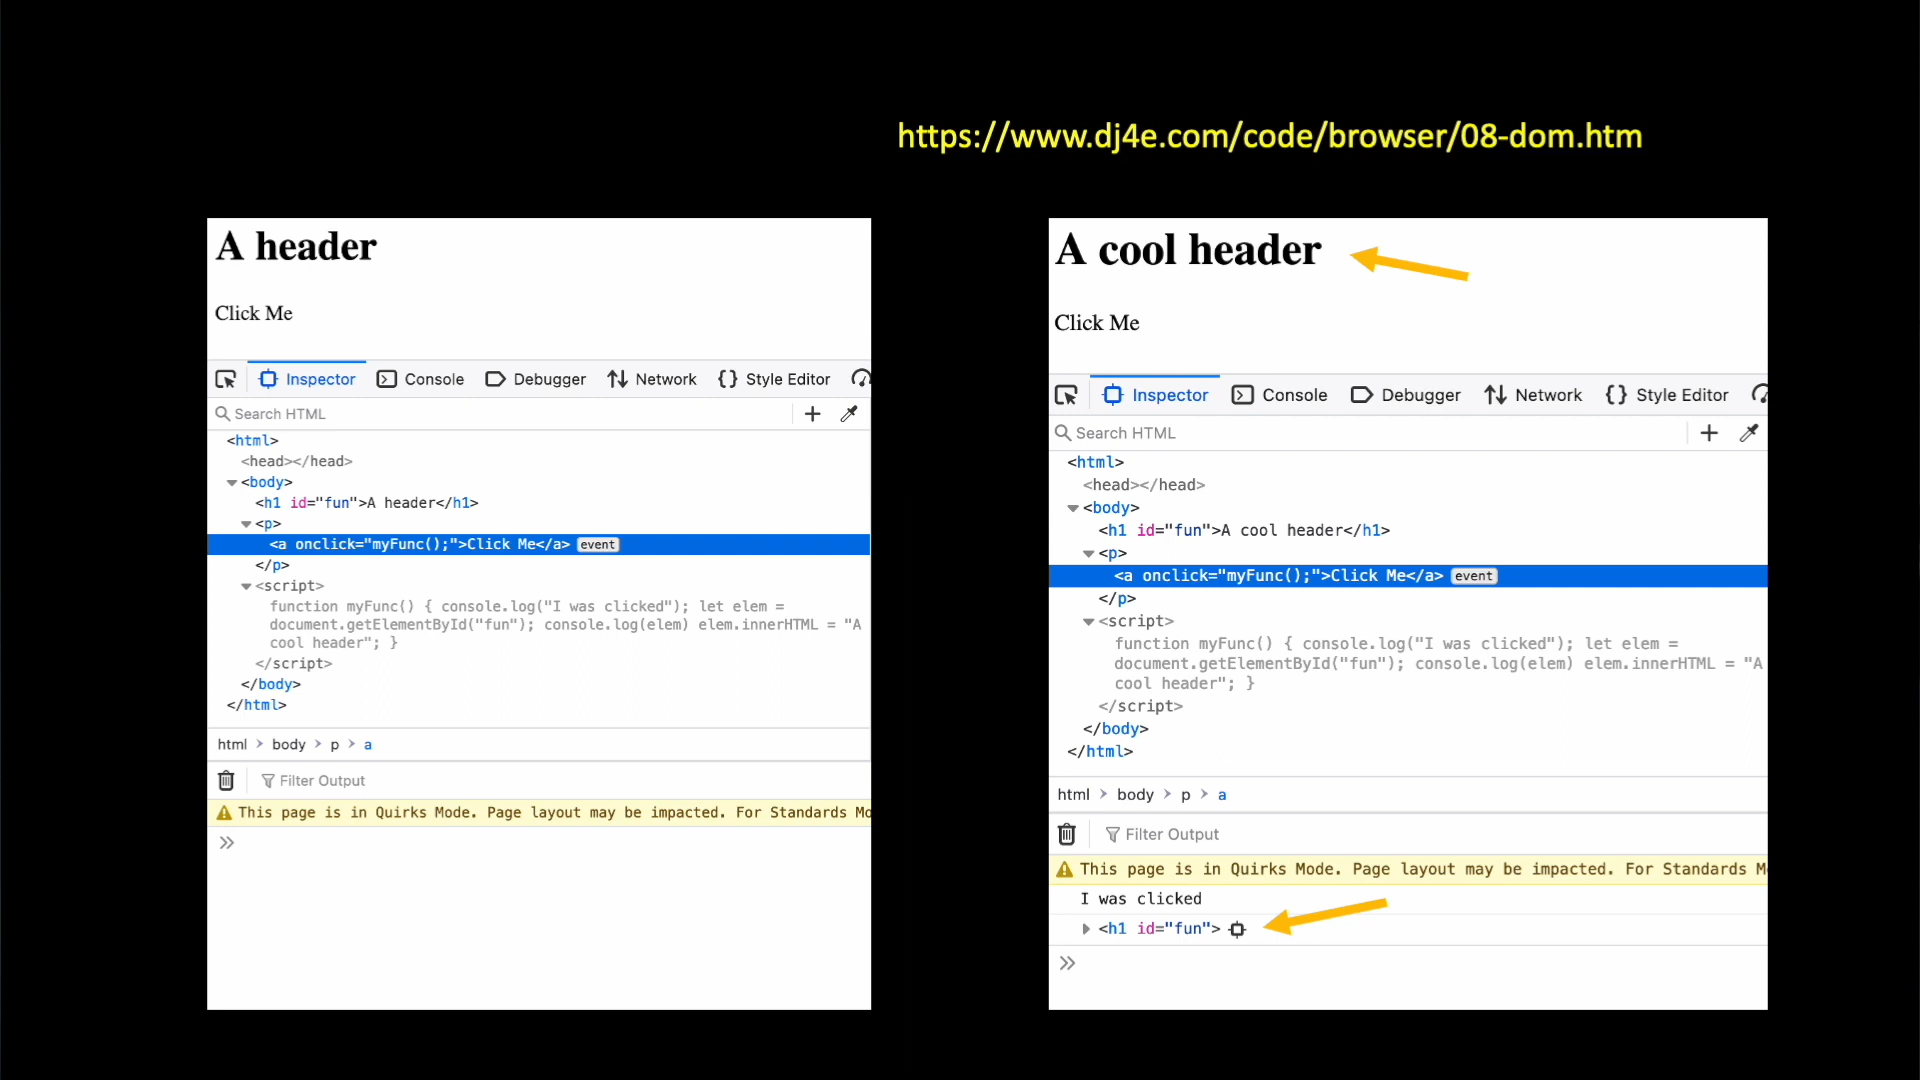 https://www.dj4e.com/code/browser/08-dom.htm
A header
Click Me
Inspector Console Debugger Network {} Style Editor
Search HTML
<html>
<head></head>
<body>
<h1 id="fun">A header</h1>
<p>
<a onclick="myFunc();">Click Me</a> event
</p>
<script>
function myFunc() { console.log("I was clicked"); let elem =
document.getElementById("fun"); console.log(elem) elem.innerHTML = "A
cool header"; }
</script>
</body>
</html>
html > body > p > a
Filter Output
This page is in Quirks Mode. Page layout may be impacted. For Standards Mo
»
A cool header
Click Me
Inspector Console Debugger Network {} Style Editor
Search HTML
<html>
<head></head>
<body>
<h1 id="fun">A cool header</h1>
<p>
<a onclick="myFunc();">Click Me</a> event
</p>
<script>
function myFunc() { console.log("I was clicked"); let elem =
document.getElementById("fun"); console.log(elem) elem.innerHTML = "A
cool header"; }
</script>
</body>
</html>
html > body > p > a
Filter Output
This page is in Quirks Mode. Page layout may be impacted. For Standards M
I was clicked
<h1 id="fun">
»